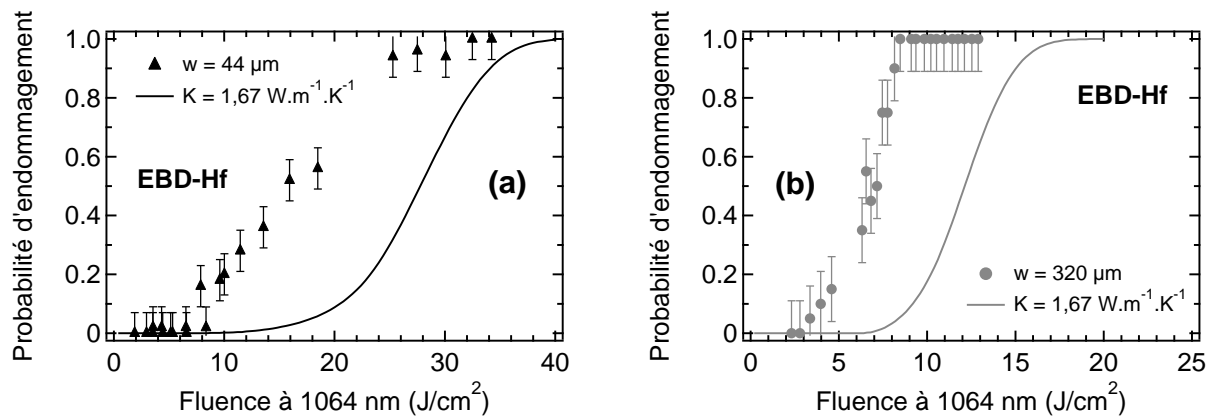 Probabilité d'endommagement
1.0
0.8
0.6
0.4
0.2
0
w = 44 µm
K = 1,67 W.m⁻¹.K⁻¹
EBD-Hf
(a)
0
10
20
30
40
Fluence à 1064 nm (J/cm²)
Probabilité d'endommagement
1.0
0.8
0.6
0.4
0.2
0
EBD-Hf
(b)
w = 320 µm
K = 1,67 W.m⁻¹.K⁻¹
0
5
10
15
20
25
Fluence à 1064 nm (J/cm²)